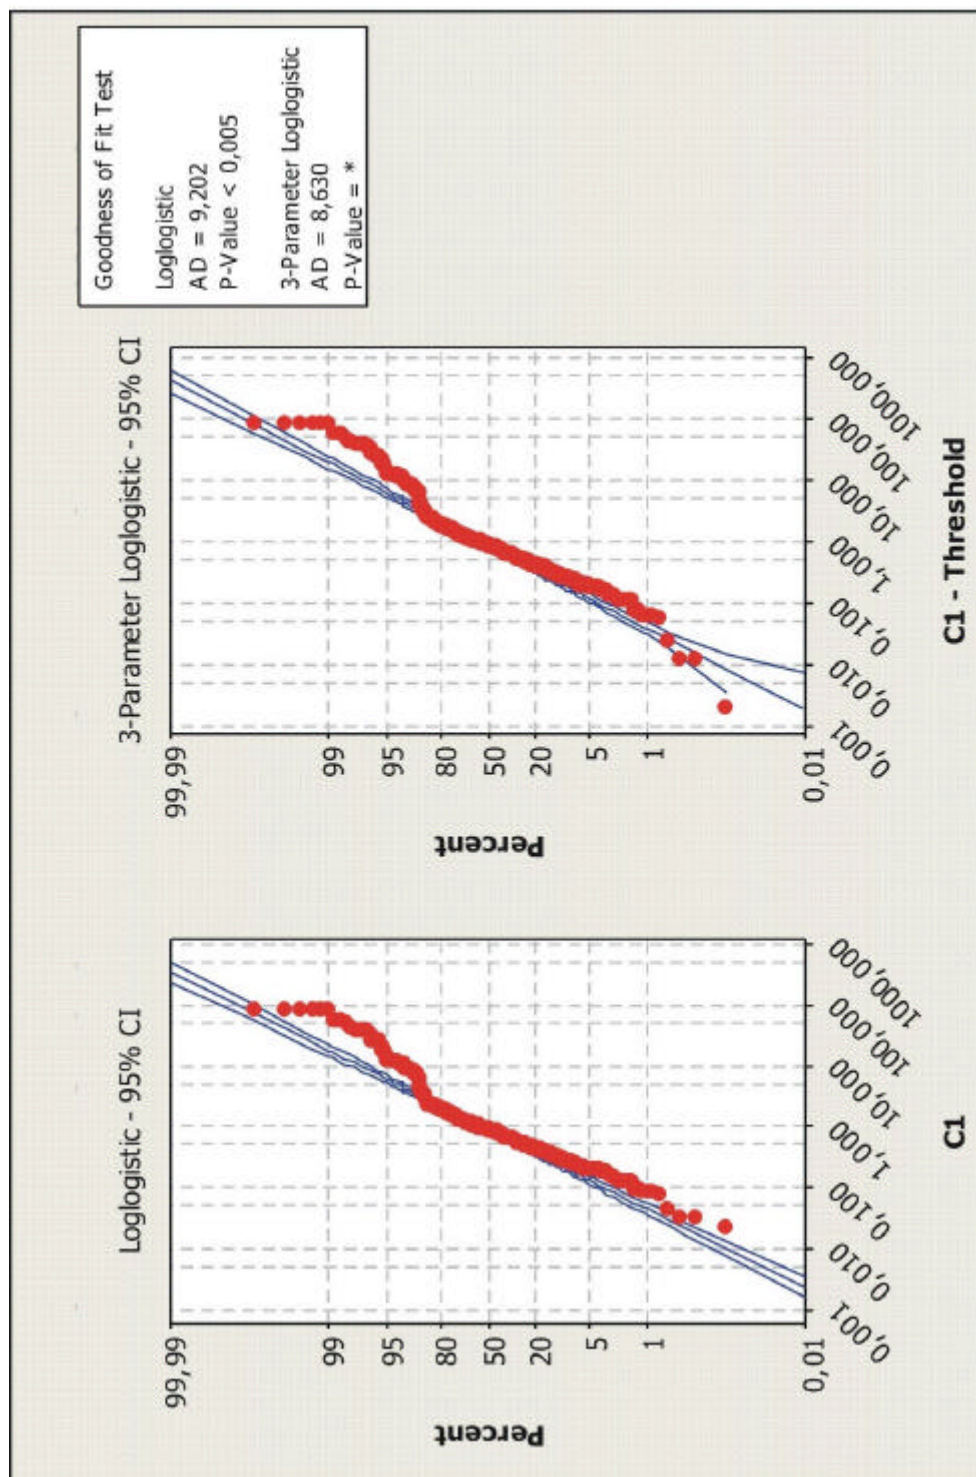 Loglogistic - 95% CI
Percent
99,99
99
95
80
50
20
5
1
0,01
0,001
0,010
0,100
1,000
10,000
100,000
1000,000
C1
3-Parameter Loglogistic - 95% CI
Percent
99,99
99
95
80
50
20
5
1
0,01
0,001
0,010
0,100
1,000
10,000
100,000
1000,000
C1 - Threshold
Goodness of Fit Test
Loglogistic
AD = 9,202
P-Value < 0,005
3-Parameter Loglogistic
AD = 8,630
P-Value = *